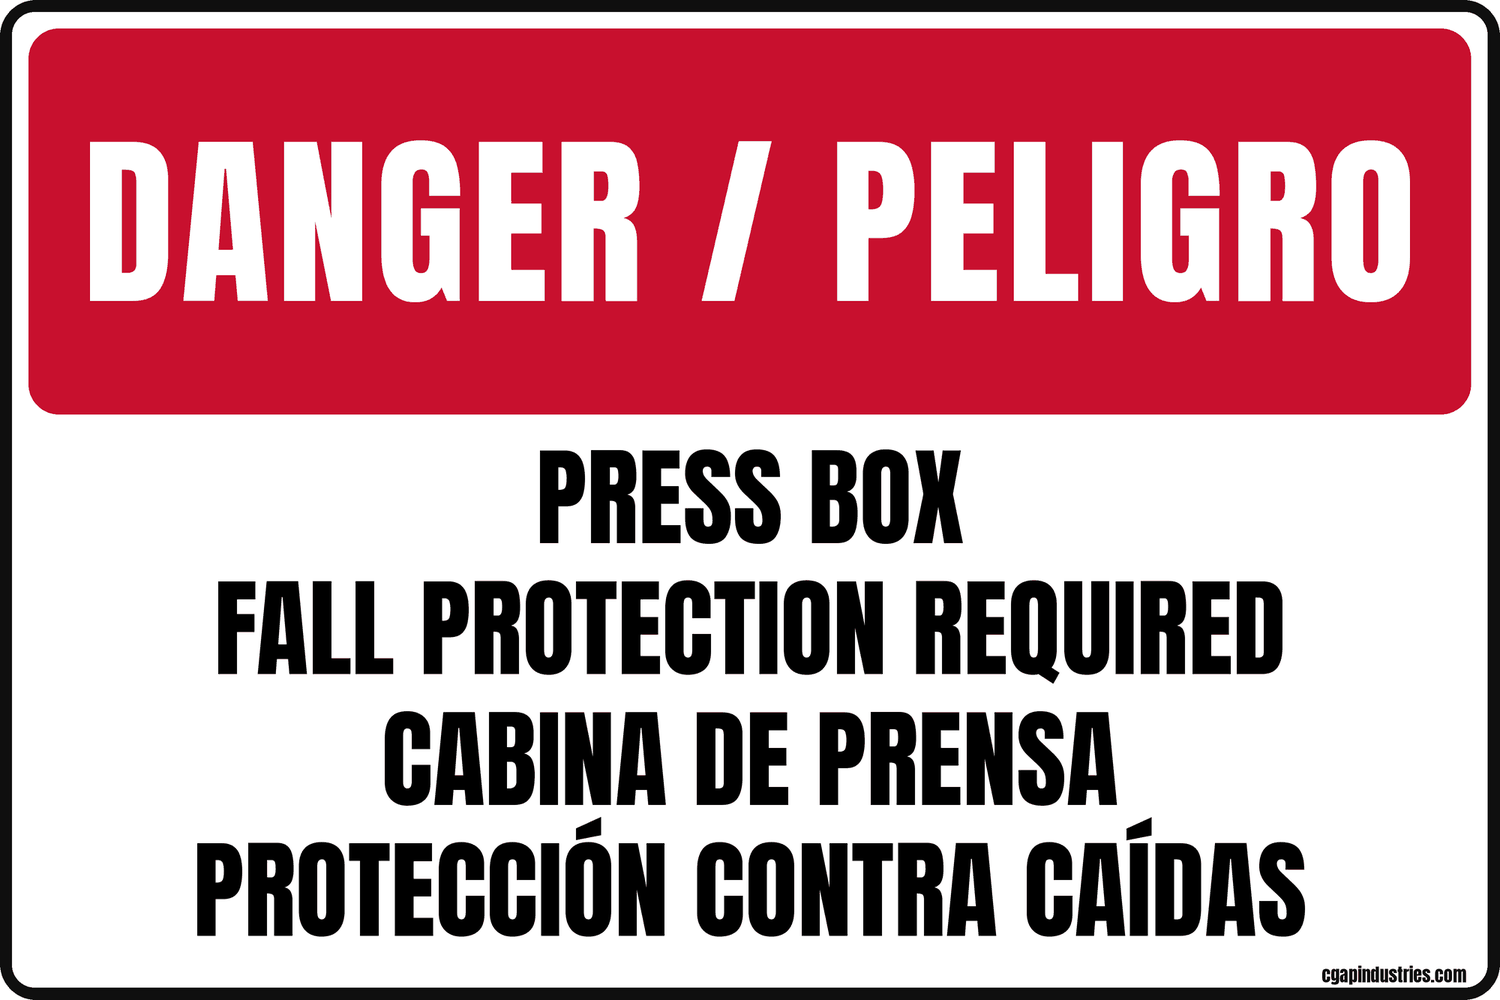 DANGER / PELIGRO
PRESS BOX
FALL PROTECTION REQUIRED
CABINA DE PRENSA
PROTECCIÓN CONTRA CAÍDAS
cgapindustries.com